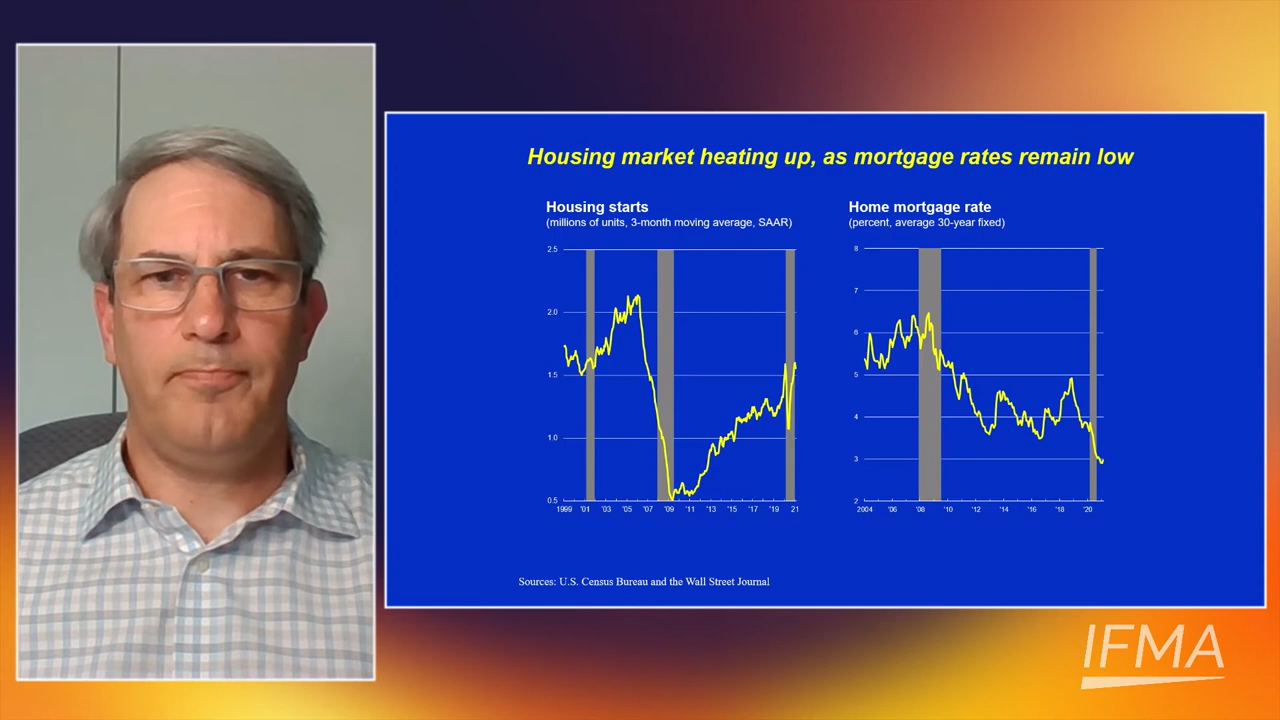 Housing market heating up, as mortgage rates remain low
Housing starts
(millions of units, 3-month moving average, SAAR)
2.5
2.0
1.5
1.0
0.5
1999 '01 '03 '05 '07 '09 '11 '13 '15 '17 '19 21
Home mortgage rate
(percent, average 30-year fixed)
8
7
6
5
4
3
2
2004 '06 '08 '10 '12 '14 '16 '18 '20
Sources: U.S. Census Bureau and the Wall Street Journal
IFMA